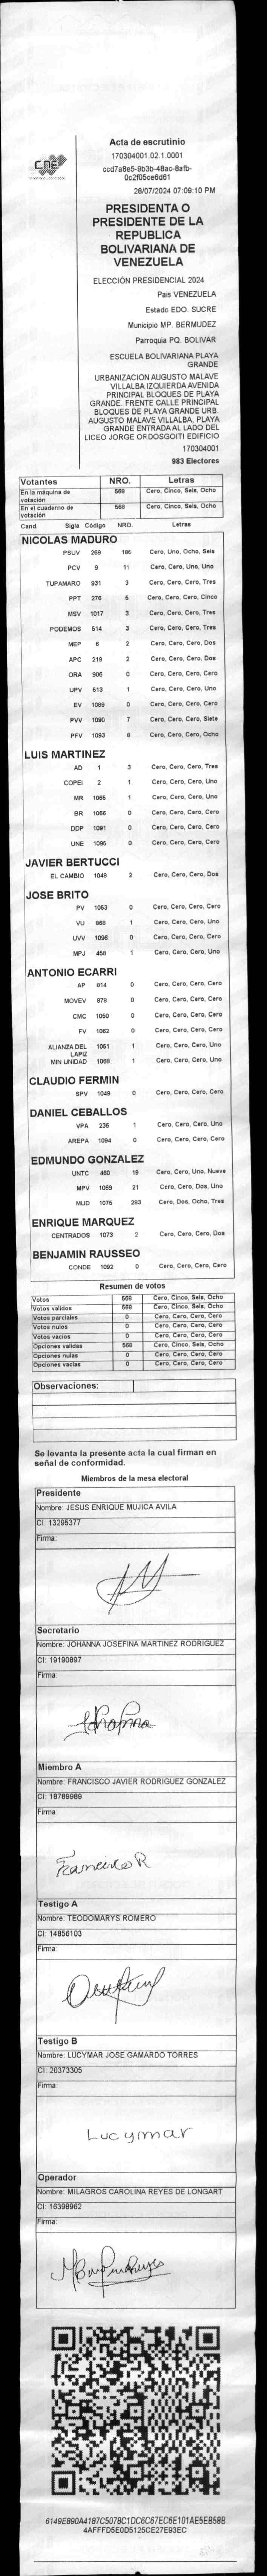 CNE
Acta de escrutinio
170304001.02.1.0001
ccd7a8e5-9b3b-48ac-8afb-
0c2f05ce6d61
28/07/2024 07:09:10 PM
PRESIDENTA O
PRESIDENTE DE LA
REPUBLICA
BOLIVARIANA DE
VENEZUELA
ELECCIÓN PRESIDENCIAL 2024
Pais VENEZUELA
Estado EDO. SUCRE
Municipio MP. BERMUDEZ
Parroquia PQ. BOLIVAR
ESCUELA BOLIVARIANA PLAYA
GRANDE
URBANIZACION AUGUSTO MALAVE
VILLALBA IZQUIERDA AVENIDA
PRINCIPAL BLOQUES DE PLAYA
GRANDE. FRENTE CALLE PRINCIPAL
BLOQUES DE PLAYA GRANDE URB.
AUGUSTO MALAVE VILLALBA, PLAYA
GRANDE ENTRADA AL LADO DEL
LICEO JORGE ORDOSGOITI EDIFICIO
170304001
983 Electores
Votantes NRO. Letras
En la máquina de votación 568 Cero, Cinco, Seis, Ocho
En el cuaderno de votación 568 Cero, Cinco, Seis, Ocho
Cand. Sigla Código NRO. Letras
NICOLAS MADURO
PSUV 269 186 Cero, Uno, Ocho, Seis
PCV 9 11 Cero, Cero, Uno, Uno
TUPAMARO 931 3 Cero, Cero, Cero, Tres
PPT 276 5 Cero, Cero, Cero, Cinco
MSV 1017 3 Cero, Cero, Cero, Tres
PODEMOS 514 3 Cero, Cero, Cero, Tres
MEP 6 2 Cero, Cero, Cero, Dos
APC 219 2 Cero, Cero, Cero, Dos
ORA 906 0 Cero, Cero, Cero, Cero
UPV 513 1 Cero, Cero, Cero, Uno
EV 1089 0 Cero, Cero, Cero, Cero
PVV 1090 7 Cero, Cero, Cero, Siete
PFV 1093 8 Cero, Cero, Cero, Ocho
LUIS MARTINEZ
AD 1 3 Cero, Cero, Cero, Tres
COPEI 2 1 Cero, Cero, Cero, Uno
MR 1065 1 Cero, Cero, Cero, Uno
BR 1066 0 Cero, Cero, Cero, Cero
DDP 1091 0 Cero, Cero, Cero, Cero
UNE 1095 0 Cero, Cero, Cero, Cero
JAVIER BERTUCCI
EL CAMBIO 1048 2 Cero, Cero, Cero, Dos
JOSE BRITO
PV 1053 0 Cero, Cero, Cero, Cero
VU 868 1 Cero, Cero, Cero, Uno
UVV 1096 0 Cero, Cero, Cero, Cero
MPJ 458 1 Cero, Cero, Cero, Uno
ANTONIO ECARRI
AP 814 0 Cero, Cero, Cero, Cero
MOVEV 979 0 Cero, Cero, Cero, Cero
CMC 1050 0 Cero, Cero, Cero, Cero
FV 1062 0 Cero, Cero, Cero, Cero
ALIANZA DEL LAPIZ 1051 1 Cero, Cero, Cero, Uno
MIN UNIDAD 1068 1 Cero, Cero, Cero, Uno
CLAUDIO FERMIN
SPV 1049 0 Cero, Cero, Cero, Cero
DANIEL CEBALLOS
VPA 236 1 Cero, Cero, Cero, Uno
AREPA 1094 0 Cero, Cero, Cero, Cero
EDMUNDO GONZALEZ
UNTC 460 19 Cero, Cero, Uno, Nueve
MPV 1069 21 Cero, Cero, Dos, Uno
MUD 1075 283 Cero, Dos, Ocho, Tres
ENRIQUE MARQUEZ
CENTRADOS 1073 2 Cero, Cero, Cero, Dos
BENJAMIN RAUSSEO
CONDE 1092 0 Cero, Cero, Cero, Cero
Resumen de votos
Votos 568 Cero, Cinco, Seis, Ocho
Votos validos 568 Cero, Cinco, Seis, Ocho
Votos parciales 0 Cero, Cero, Cero, Cero
Votos nulos 0 Cero, Cero, Cero, Cero
Votos vacios 0 Cero, Cero, Cero, Cero
Opciones validas 568 Cero, Cinco, Seis, Ocho
Opciones nulas 0 Cero, Cero, Cero, Cero
Opciones vacias 0 Cero, Cero, Cero, Cero
Observaciones:
Se levanta la presente acta la cual firman en
señal de conformidad.
Miembros de la mesa electoral
Presidente
Nombre: JESUS ENRIQUE MUJICA AVILA
CI: 13295377
Firma:
Secretario
Nombre: JOHANNA JOSEFINA MARTINEZ RODRIGUEZ
CI: 19190897
Firma:
Johanna
Miembro A
Nombre: FRANCISCO JAVIER RODRIGUEZ GONZALEZ
CI: 18789989
Firma:
Francisco R
Testigo A
Nombre: TEODOMARYS ROMERO
CI: 14856103
Firma:
Testigo B
Nombre: LUCYMAR JOSE GAMARDO TORRES
CI: 20373305
Firma:
Lucymar
Operador
Nombre: MILAGROS CAROLINA REYES DE LONGART
CI: 16398962
Firma:
6149E890A4187C5078C1DC6C67EC6E101AE5EB58B
4AFFFD5E0D5125CE27E93EC